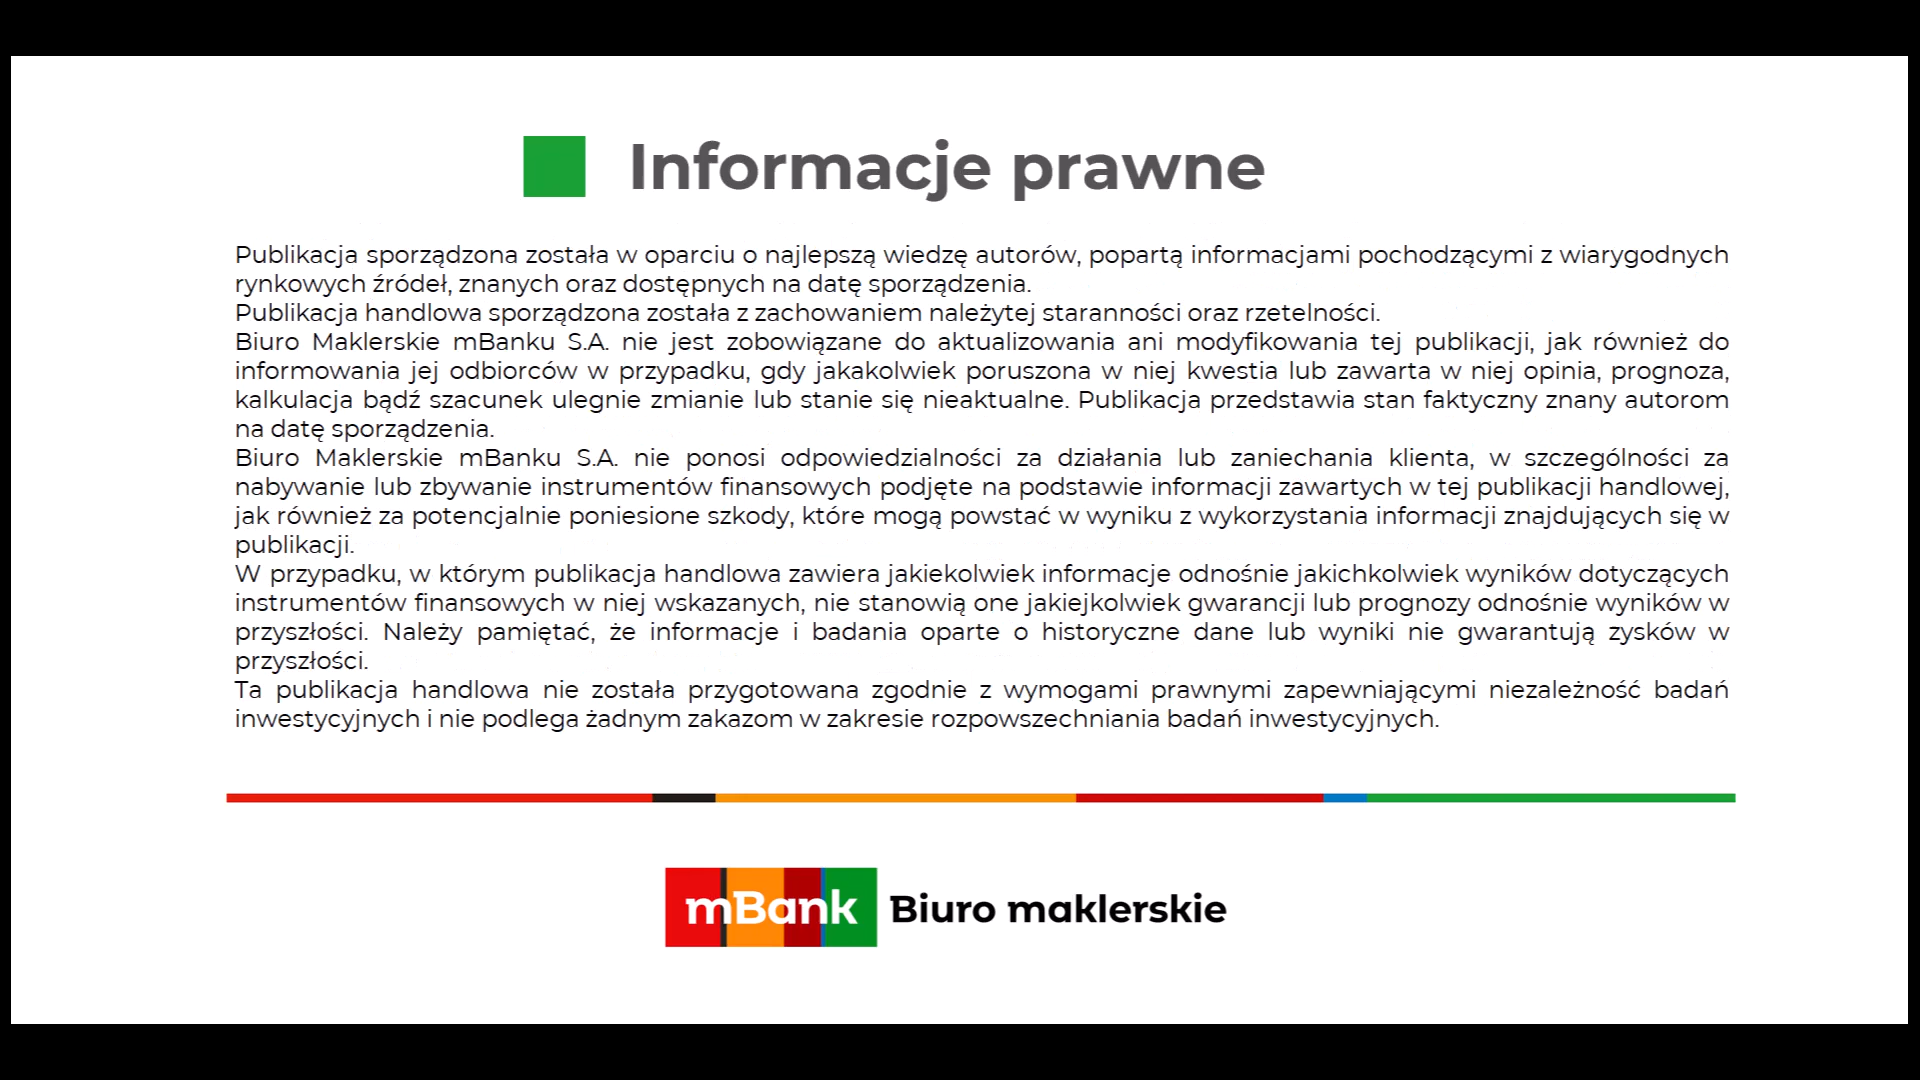 Informacje prawne
Publikacja sporządzona została w oparciu o najlepszą wiedzę autorów, popartą informacjami pochodzącymi z wiarygodnych
rynkowych źródeł, znanych oraz dostępnych na datę sporządzenia.
Publikacja handlowa sporządzona została z zachowaniem należytej staranności oraz rzetelności.
Biuro Maklerskie mBanku S.A. nie jest zobowiązane do aktualizowania ani modyfikowania tej publikacji, jak również do
informowania jej odbiorców w przypadku, gdy jakakolwiek poruszona w niej kwestia lub zawarta w niej opinia, prognoza,
kalkulacja bądź szacunek ulegnie zmianie lub stanie się nieaktualne. Publikacja przedstawia stan faktyczny znany autorom
na datę sporządzenia.
Biuro Maklerskie mBanku S.A. nie ponosi odpowiedzialności za działania lub zaniechania klienta, w szczególności za
nabywanie lub zbywanie instrumentów finansowych podjęte na podstawie informacji zawartych w tej publikacji handlowej,
jak również za potencjalnie poniesione szkody, które mogą powstać w wyniku z wykorzystania informacji znajdujących się w
publikacji.
W przypadku, w którym publikacja handlowa zawiera jakiekolwiek informacje odnośnie jakichkolwiek wyników dotyczących
instrumentów finansowych w niej wskazanych, nie stanowią one jakiejkolwiek gwarancji lub prognozy odnośnie wyników w
przyszłości. Należy pamiętać, że informacje i badania oparte o historyczne dane lub wyniki nie gwarantują zysków w
przyszłości.
Ta publikacja handlowa nie została przygotowana zgodnie z wymogami prawnymi zapewniającymi niezależność badań
inwestycyjnych i nie podlega żadnym zakazom w zakresie rozpowszechniania badań inwestycyjnych.
mBank Biuro maklerskie